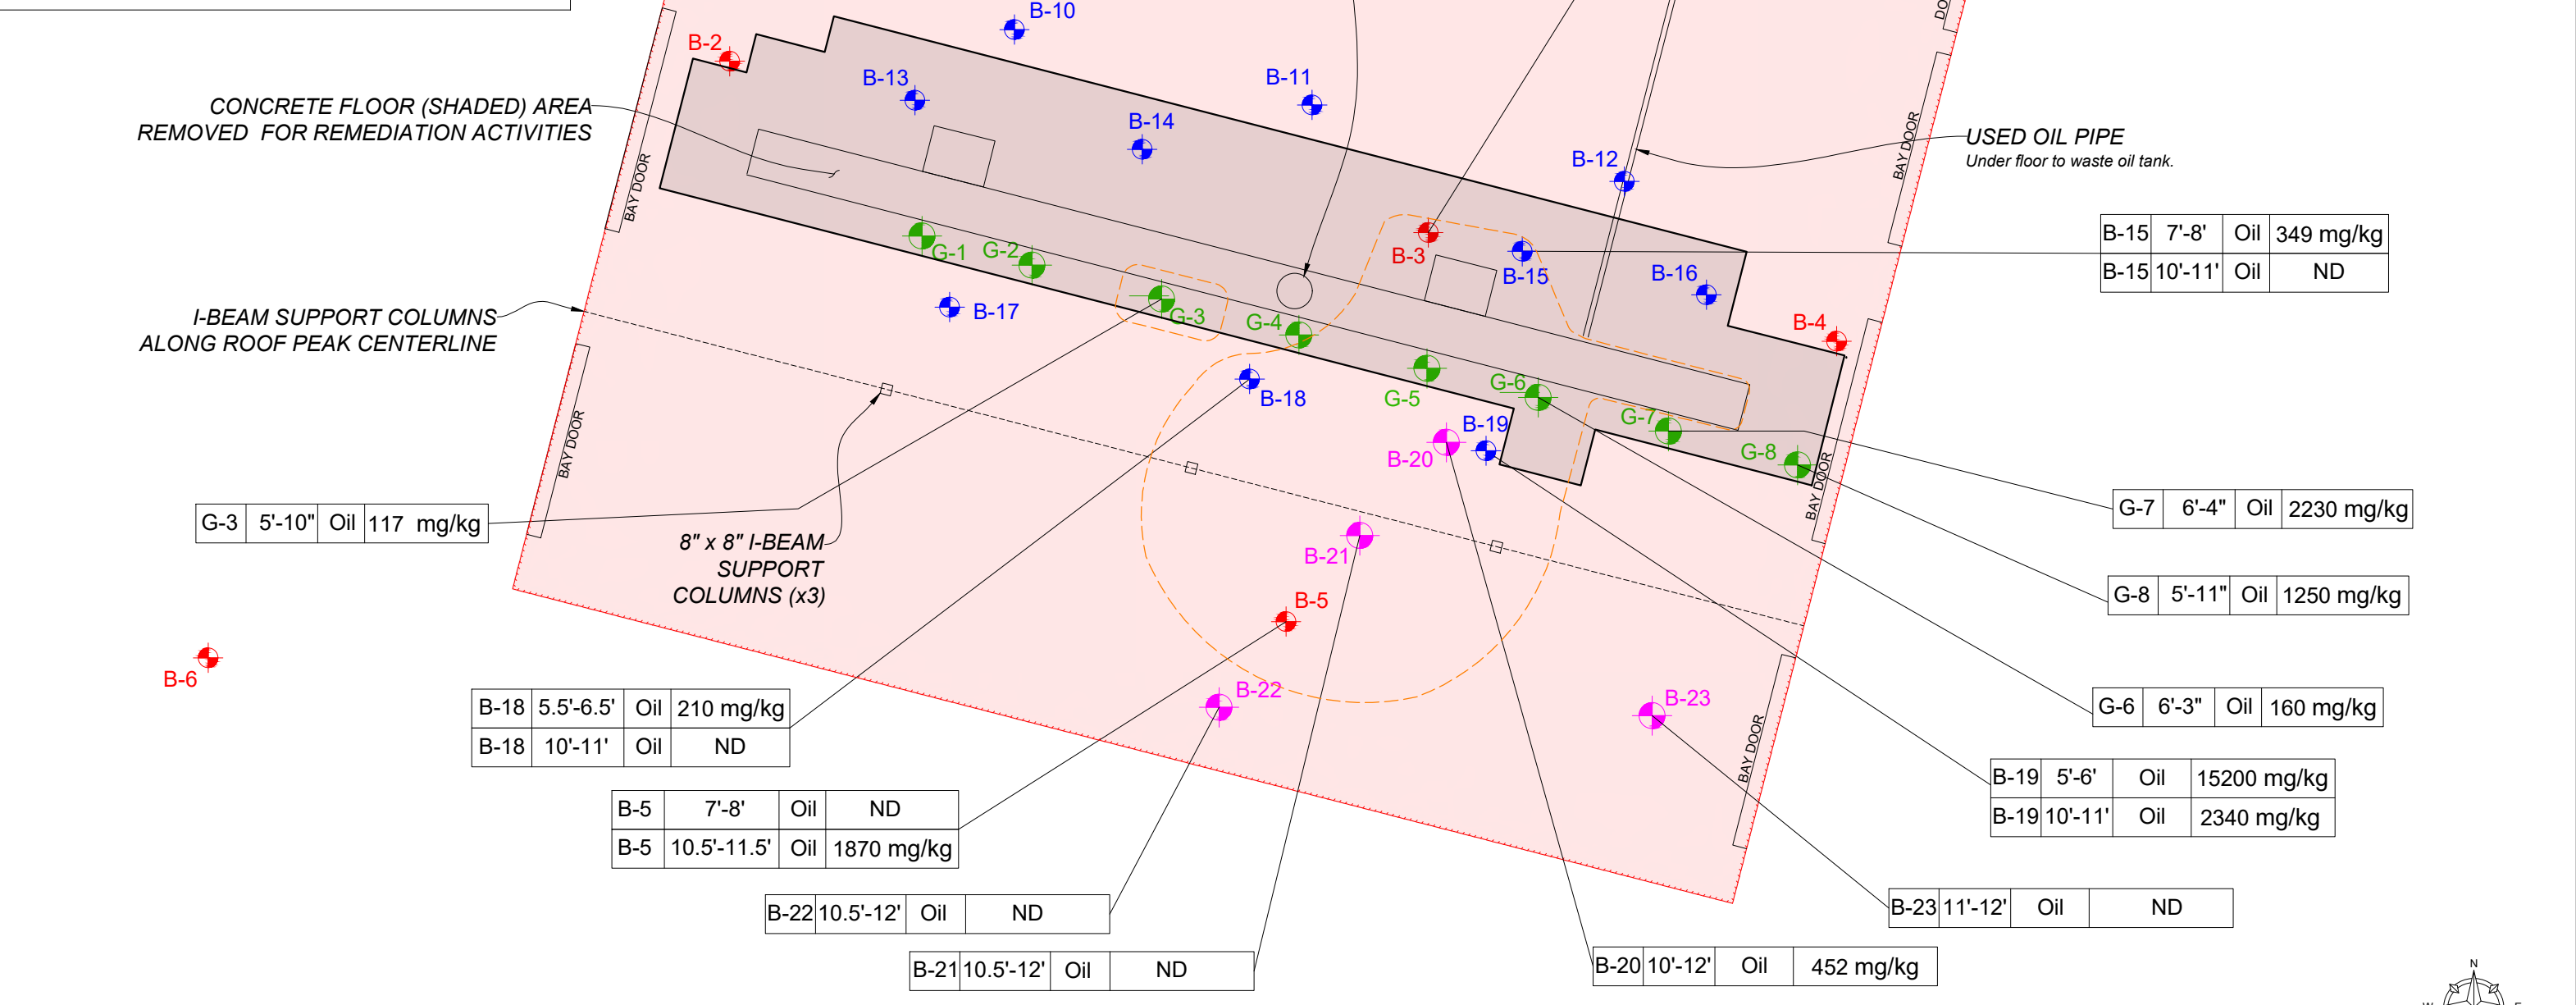 B-10
DO
B-2
B-13
B-11
CONCRETE FLOOR (SHADED) AREA
REMOVED FOR REMEDIATION ACTIVITIES
B-14
BAY DOOR
USED OIL PIPE
Under floor to waste oil tank.
B-12
BAY DOOR
B-15 7'-8' Oil 349 mg/kg
B-15 10'-11' Oil ND
G-1
G-2
B-3
B-15
B-16
I-BEAM SUPPORT COLUMNS
ALONG ROOF PEAK CENTERLINE
B-17
G-3
G-4
B-4
B-18
G-5
G-6
G-7
BAY DOOR
B-19
B-20
G-8
BAY DOOR
G-3 5'-10" Oil 117 mg/kg
G-7 6'-4" Oil 2230 mg/kg
8" x 8" I-BEAM
SUPPORT
COLUMNS (x3)
B-21
G-8 5'-11" Oil 1250 mg/kg
B-5
B-6
B-22
B-23
B-18 5.5'-6.5' Oil 210 mg/kg
B-18 10'-11' Oil ND
G-6 6'-3" Oil 160 mg/kg
BAY DOOR
B-19 5'-6' Oil 15200 mg/kg
B-19 10'-11' Oil 2340 mg/kg
B-5 7'-8' Oil ND
B-5 10.5'-11.5' Oil 1870 mg/kg
B-22 10.5'-12' Oil ND
B-23 11'-12' Oil ND
B-21 10.5'-12' Oil ND
B-20 10'-12' Oil 452 mg/kg
N